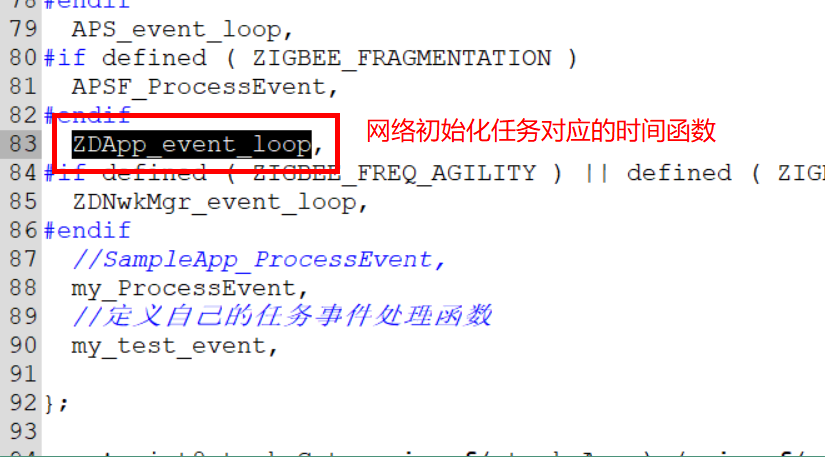 78 #endif
79 APS_event_loop,
80 #if defined ( ZIGBEE_FRAGMENTATION )
81 APSF_ProcessEvent,
82 #endif
83 ZDApp_event_loop, 网络初始化任务对应的时间函数
84 #if defined ( ZIGBEE_FREQ_AGILITY ) || defined ( ZIG
85 ZDNwkMgr_event_loop,
86 #endif
87 //SampleApp_ProcessEvent,
88 my_ProcessEvent,
89 //定义自己的任务事件处理函数
90 my_test_event,
91
92 };
93